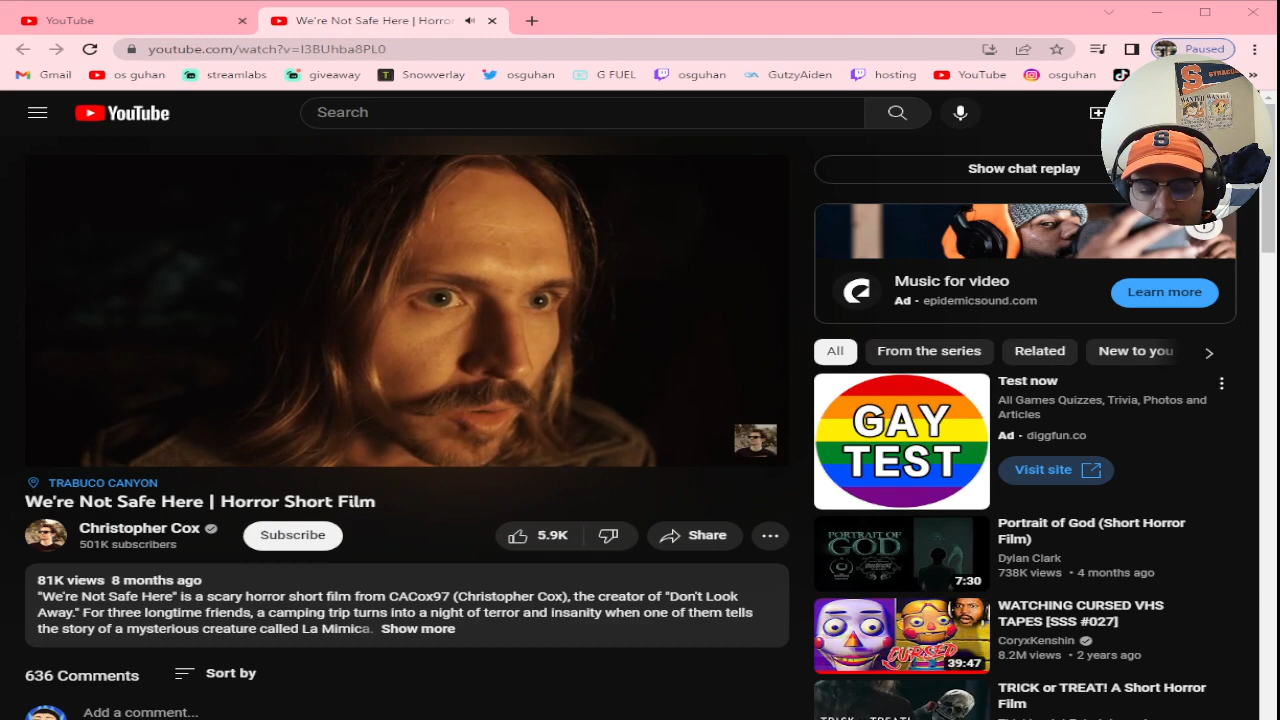 YouTube
We're Not Safe Here | Horror
youtube.com/watch?v=I3BUhba8PL0
Paused
Gmail
os guhan
streamlabs
giveaway
Snowverlay
osguhan
G FUEL
osguhan
GutzyAiden
hosting
YouTube
osguhan
YouTube
Search
S
WANTED WANTED
S
Show chat replay
Music for video
Ad · epidemicsound.com
Learn more
All
From the series
Related
New to you
GAY
TEST
Test now
All Games Quizzes, Trivia, Photos and
Articles
Ad · diggfun.co
Visit site
TRABUCO CANYON
We're Not Safe Here | Horror Short Film
Christopher Cox
501K subscribers
Subscribe
5.9K
Share
81K views 8 months ago
"We're Not Safe Here" is a scary horror short film from CACox97 (Christopher Cox), the creator of "Don't Look
Away." For three longtime friends, a camping trip turns into a night of terror and insanity when one of them tells
the story of a mysterious creature called La Mimica. Show more
636 Comments
Sort by
Add a comment...
PORTRAIT OF
GOD
7:30
Portrait of God (Short Horror
Film)
Dylan Clark
738K views • 4 months ago
CURSED
39:47
WATCHING CURSED VHS
TAPES [SSS #027]
CoryxKenshin
8.2M views • 2 years ago
TRICK or TREAT! A Short Horror
Film